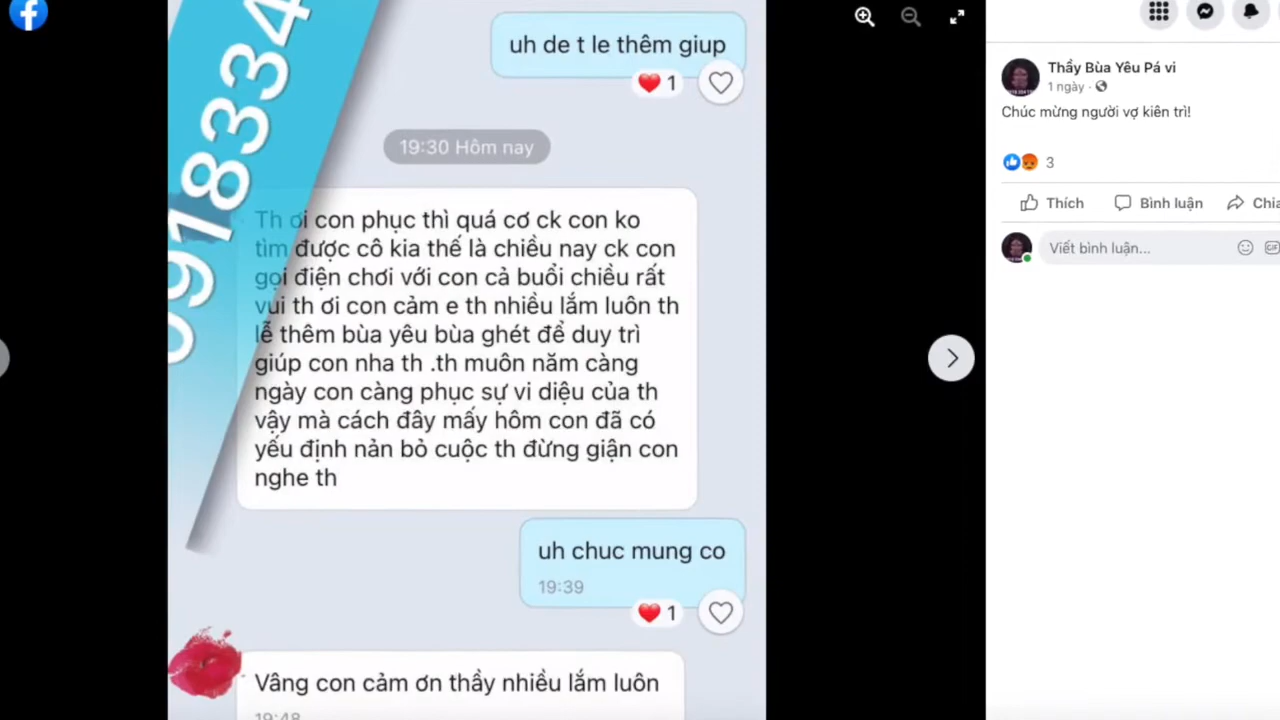 uh de t le thêm giup
1
19:30 Hôm nay
Th ơi con phục thì quá cơ ck con ko
tìm được cô kia thế là chiều nay ck con
gọi điện chơi với con cả buổi chiều rất
vui th ơi con cảm e th nhiều lắm luôn th
lễ thêm bùa yêu bùa ghét để duy trì
giúp con nha th .th muôn năm càng
ngày con càng phục sự vi diệu của th
vậy mà cách đây mấy hôm con đã có
yếu định nản bỏ cuộc th đừng giận con
nghe th
uh chuc mung co
19:39
1
Vâng con cảm ơn thầy nhiều lắm luôn
19:48
0918334
Thầy Bùa Yêu Pá vi
1 ngày
Chúc mừng người vợ kiên trì!
3
Thích
Bình luận
Chia
Viết bình luận...
GIF